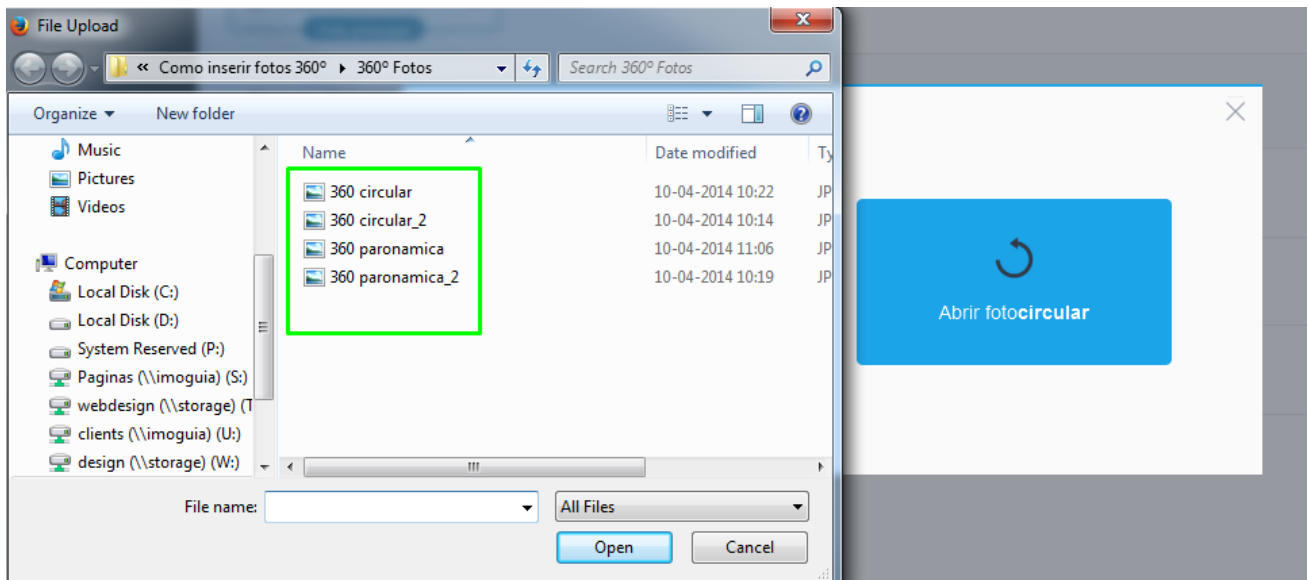 File Upload
« Como inserir fotos 360º ▸ 360º Fotos
Search 360º Fotos
Organize
New folder
Music
Pictures
Videos
Computer
Local Disk (C:)
Local Disk (D:)
System Reserved (P:)
Paginas (\\imoguia) (S:)
webdesign (\\storage) (T
clients (\\imoguia) (U:)
design (\\storage) (W:)
Name Date modified Ty
360 circular 10-04-2014 10:22 JP
360 circular_2 10-04-2014 10:14 JP
360 paronamica 10-04-2014 11:06 JP
360 paronamica_2 10-04-2014 10:19 JP
File name:
All Files
Open
Cancel
Abrir fotocircular